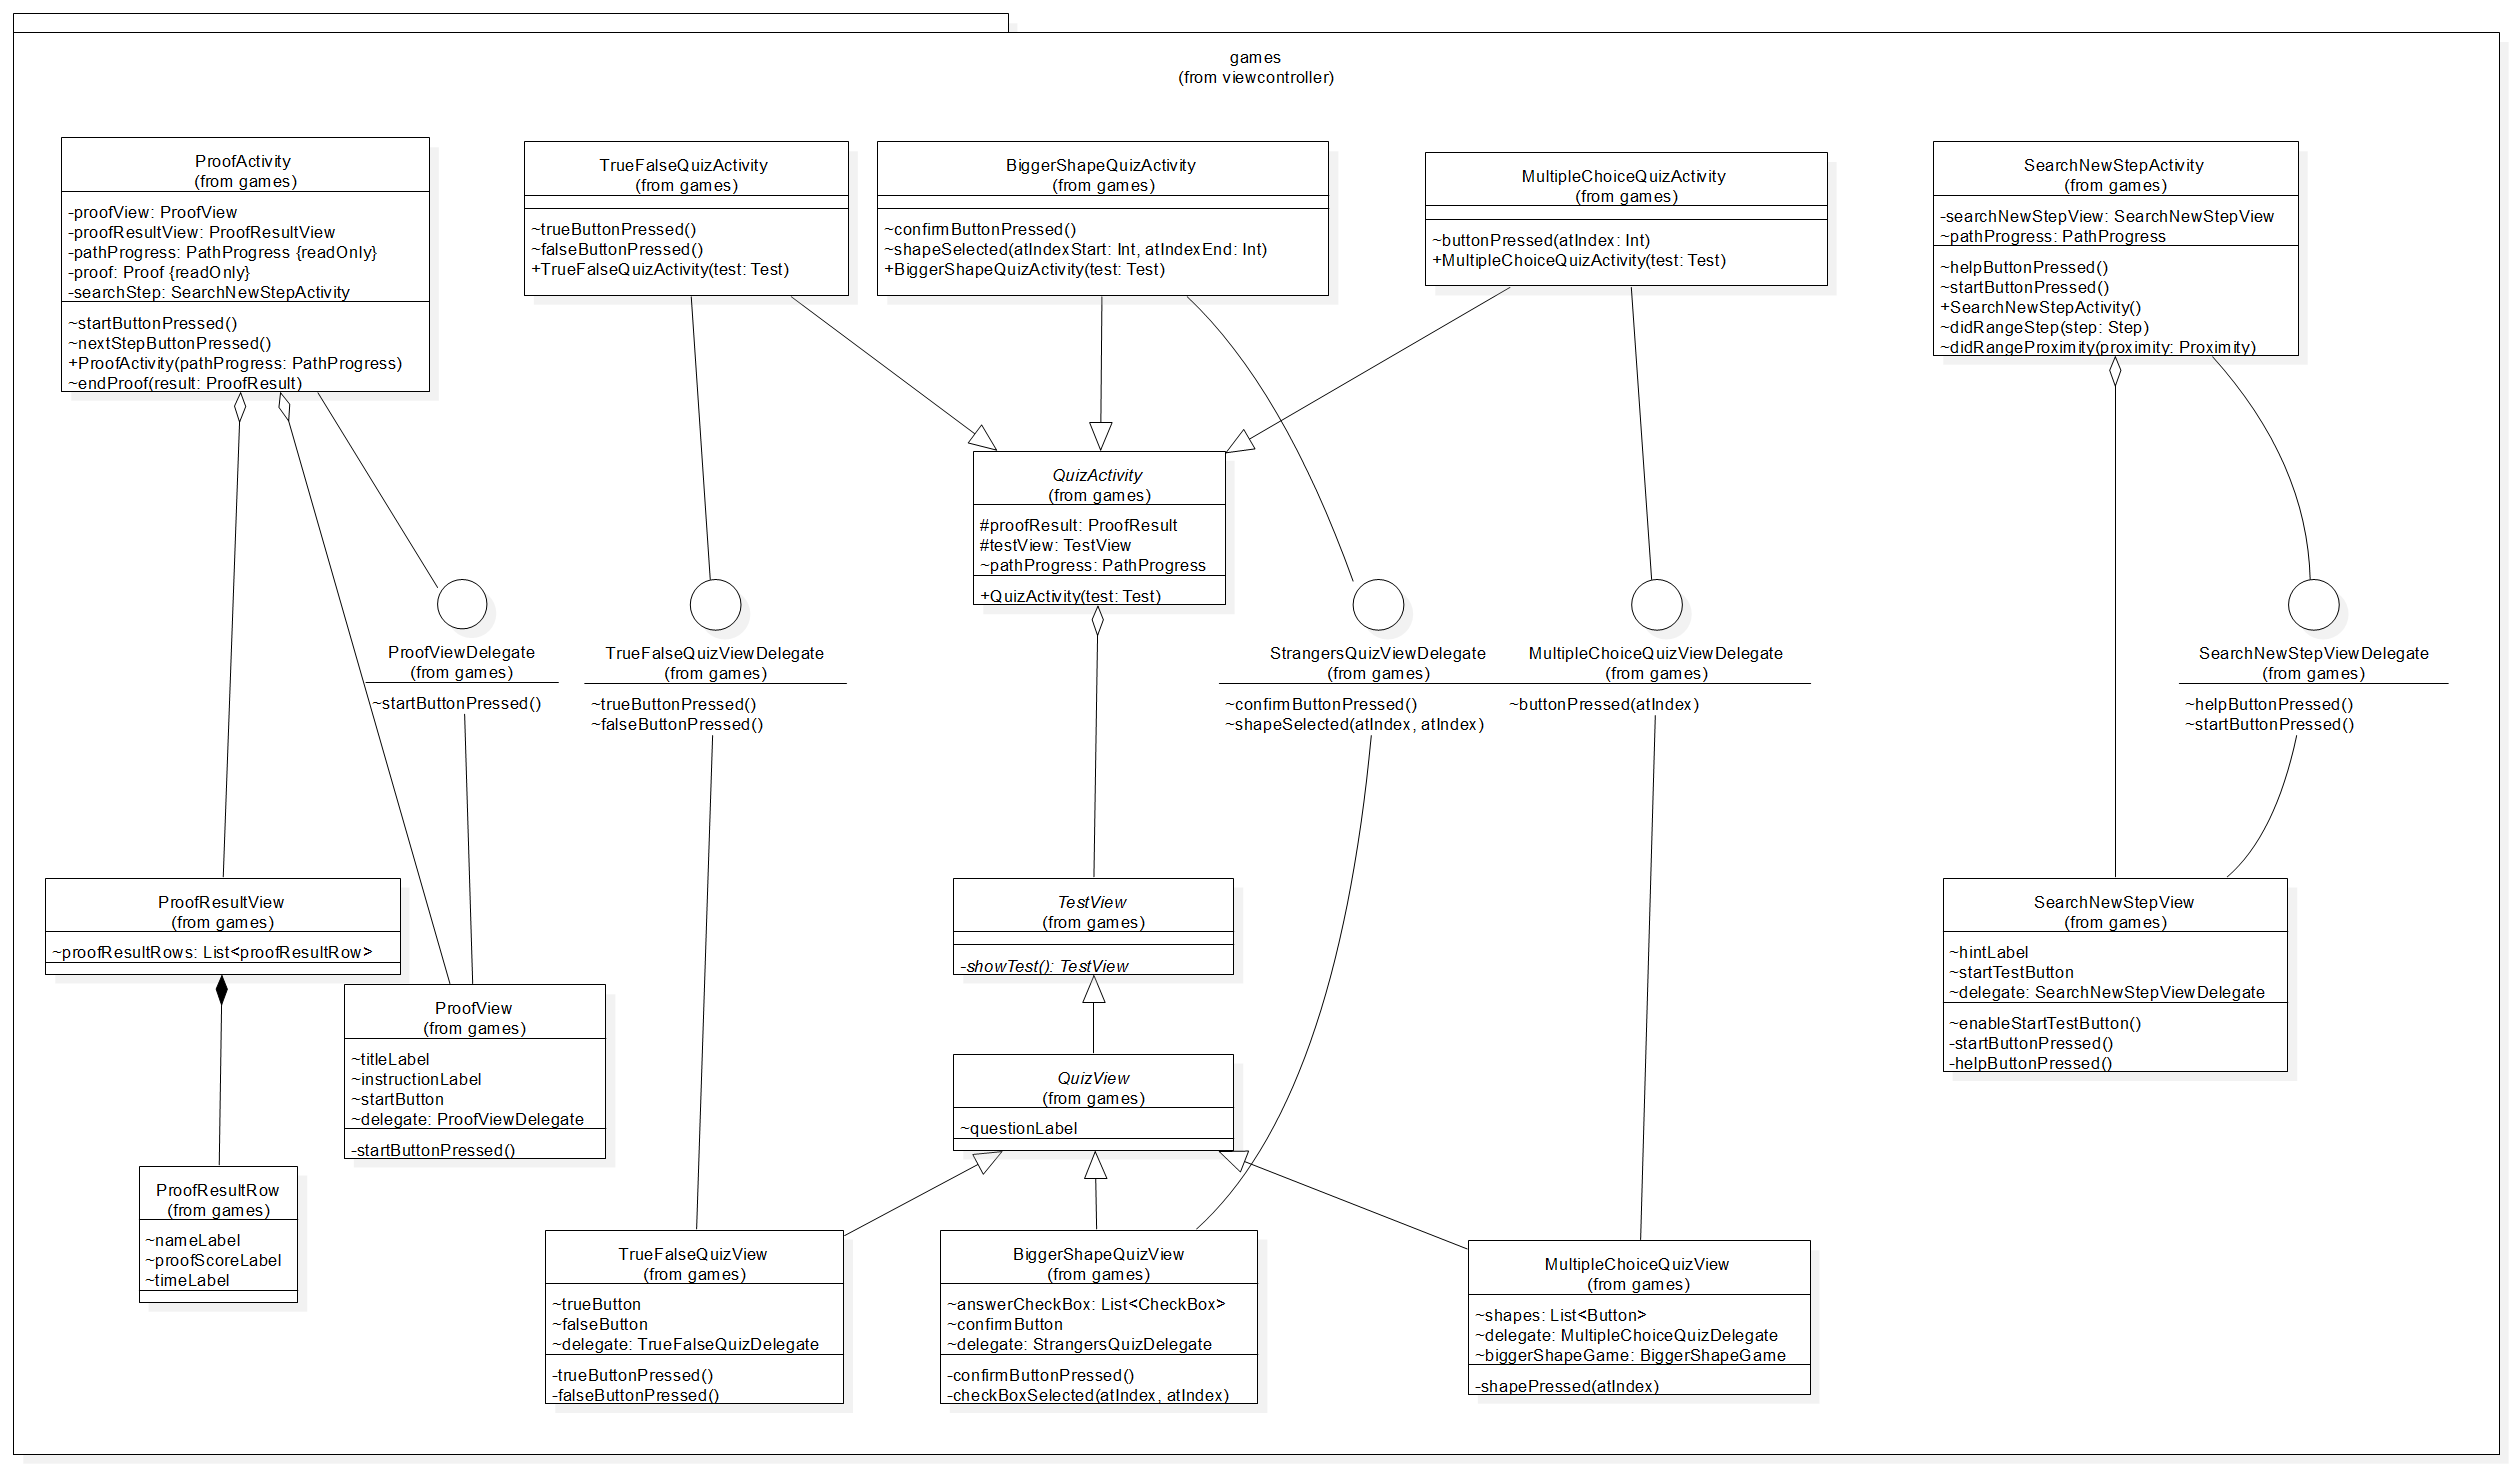 games
(from viewcontroller)
ProofActivity
(from games)
-proofView: ProofView
-proofResultView: ProofResultView
-pathProgress: PathProgress {readOnly}
-proof: Proof {readOnly}
-searchStep: SearchNewStepActivity
~startButtonPressed()
~nextStepButtonPressed()
+ProofActivity(pathProgress: PathProgress)
~endProof(result: ProofResult)
TrueFalseQuizActivity
(from games)
~trueButtonPressed()
~falseButtonPressed()
+TrueFalseQuizActivity(test: Test)
BiggerShapeQuizActivity
(from games)
~confirmButtonPressed()
~shapeSelected(atIndexStart: Int, atIndexEnd: Int)
+BiggerShapeQuizActivity(test: Test)
MultipleChoiceQuizActivity
(from games)
~buttonPressed(atIndex: Int)
+MultipleChoiceQuizActivity(test: Test)
SearchNewStepActivity
(from games)
-searchNewStepView: SearchNewStepView
~pathProgress: PathProgress
~helpButtonPressed()
~startButtonPressed()
+SearchNewStepActivity()
~didRangeStep(step: Step)
~didRangeProximity(proximity: Proximity)
QuizActivity
(from games)
#proofResult: ProofResult
#testView: TestView
~pathProgress: PathProgress
+QuizActivity(test: Test)
ProofViewDelegate
(from games)
~startButtonPressed()
TrueFalseQuizViewDelegate
(from games)
~trueButtonPressed()
~falseButtonPressed()
StrangersQuizViewDelegate
(from games)
~confirmButtonPressed()
~shapeSelected(atIndex, atIndex)
MultipleChoiceQuizViewDelegate
(from games)
~buttonPressed(atIndex)
SearchNewStepViewDelegate
(from games)
~helpButtonPressed()
~startButtonPressed()
ProofResultView
(from games)
~proofResultRows: List<proofResultRow>
ProofView
(from games)
~titleLabel
~instructionLabel
~startButton
~delegate: ProofViewDelegate
-startButtonPressed()
TestView
(from games)
-showTest(): TestView
SearchNewStepView
(from games)
~hintLabel
~startTestButton
~delegate: SearchNewStepViewDelegate
~enableStartTestButton()
-startButtonPressed()
-helpButtonPressed()
QuizView
(from games)
~questionLabel
ProofResultRow
(from games)
~nameLabel
~proofScoreLabel
~timeLabel
TrueFalseQuizView
(from games)
~trueButton
~falseButton
~delegate: TrueFalseQuizDelegate
-trueButtonPressed()
-falseButtonPressed()
BiggerShapeQuizView
(from games)
~answerCheckBox: List<CheckBox>
~confirmButton
~delegate: StrangersQuizDelegate
-confirmButtonPressed()
-checkBoxSelected(atIndex, atIndex)
MultipleChoiceQuizView
(from games)
~shapes: List<Button>
~delegate: MultipleChoiceQuizDelegate
~biggerShapeGame: BiggerShapeGame
-shapePressed(atIndex)